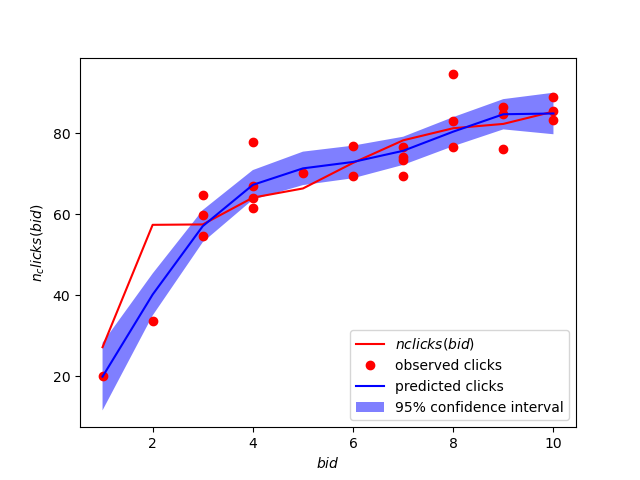 80
60
40
20
n_clicks(bid)
nclicks(bid)
observed clicks
predicted clicks
95% confidence interval
2
4
6
8
10
bid